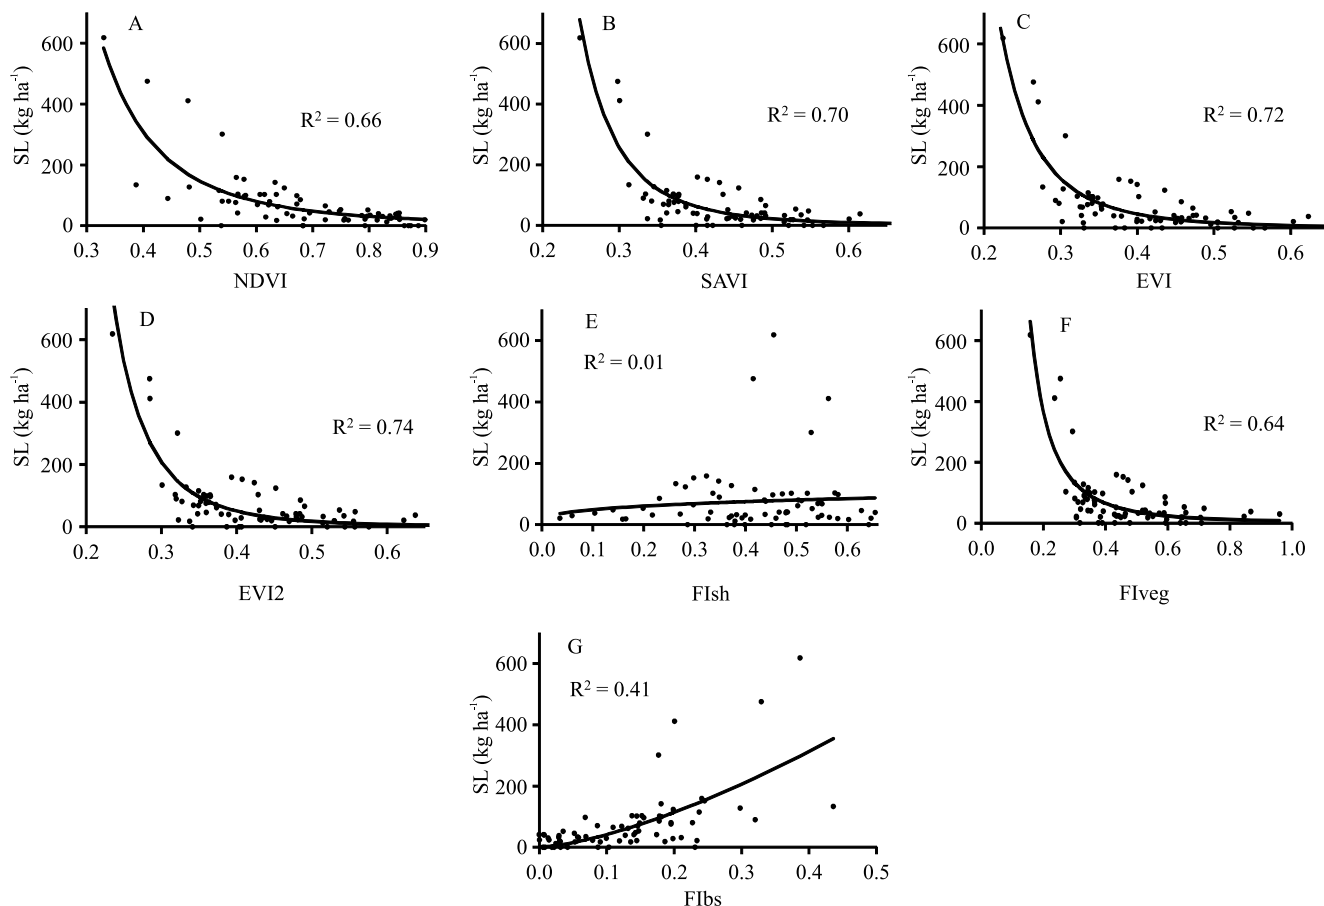 A
SL (kg ha⁻¹)
600
400
200
0
R² = 0.66
0.3 0.4 0.5 0.6 0.7 0.8 0.9
NDVI
B
SL (kg ha⁻¹)
600
400
200
0
R² = 0.70
0.2 0.3 0.4 0.5 0.6
SAVI
C
SL (kg ha⁻¹)
600
400
200
0
R² = 0.72
0.2 0.3 0.4 0.5 0.6
EVI
D
SL (kg ha⁻¹)
600
400
200
0
R² = 0.74
0.2 0.3 0.4 0.5 0.6
EVI2
E
SL (kg ha⁻¹)
600
400
200
0
R² = 0.01
0.0 0.1 0.2 0.3 0.4 0.5 0.6
FIsh
F
SL (kg ha⁻¹)
600
400
200
0
R² = 0.64
0.0 0.2 0.4 0.6 0.8 1.0
FIveg
G
SL (kg ha⁻¹)
600
400
200
0
R² = 0.41
0.0 0.1 0.2 0.3 0.4 0.5
FIbs